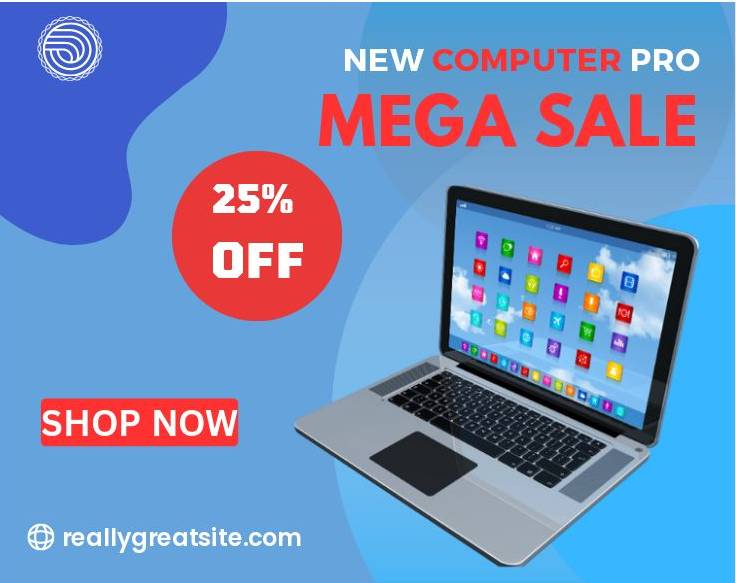 NEW COMPUTER PRO
MEGA SALE
25%
OFF
SHOP NOW
reallygreatsite.com